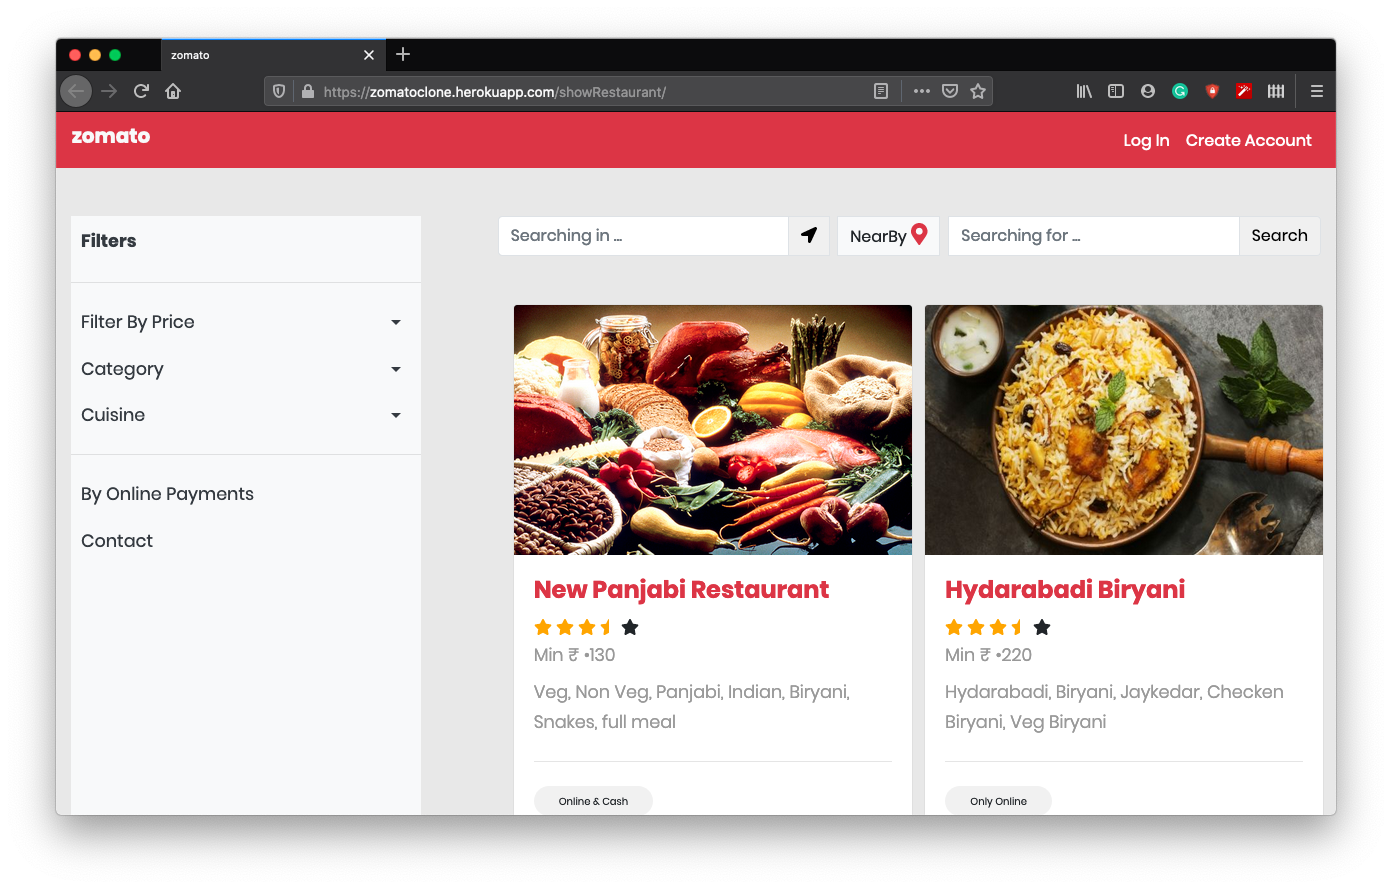 zomato
https://zomatoclone.herokuapp.com/showRestaurant/
zomato
Log In Create Account
Filters
Searching in ...
NearBy
Searching for ...
Search
Filter By Price
Category
Cuisine
By Online Payments
Contact
New Panjabi Restaurant
Min ₹ •130
Veg, Non Veg, Panjabi, Indian, Biryani,
Snakes, full meal
Online & Cash
Hydarabadi Biryani
Min ₹ •220
Hydarabadi, Biryani, Jaykedar, Checken
Biryani, Veg Biryani
Only Online